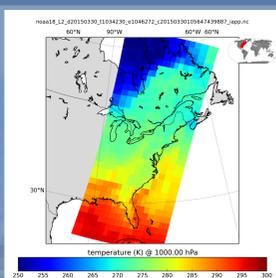 noaa18_L2_d20150330_t1034230_e1046272_c20150330105647439887_iapp.nc
60°N 90°W 60°W 60°N
30°N
temperature (K) @ 1000.00 hPa
250 255 260 265 270 275 280 285 290 295 300